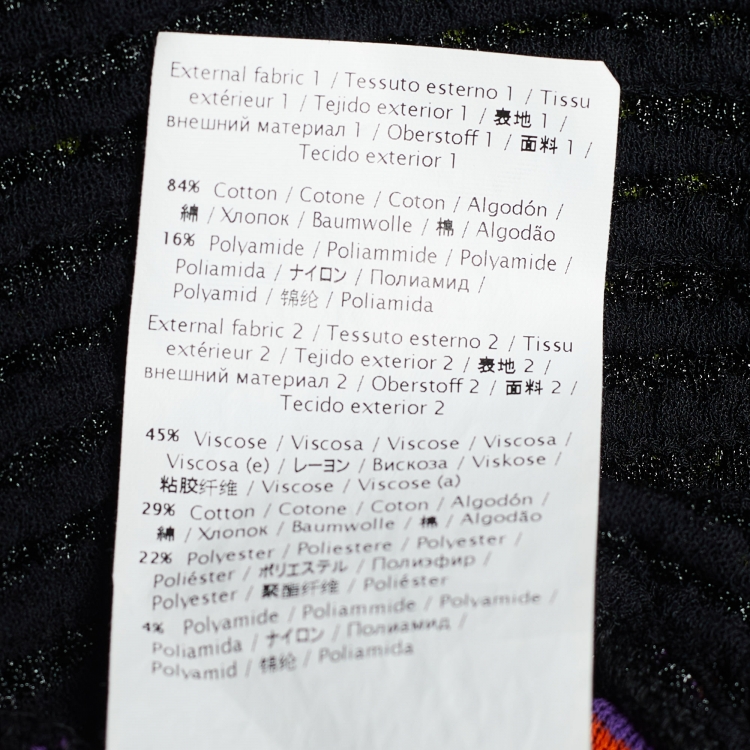 External fabric 1 / Tessuto esterno 1 / Tissu
extérieur 1 / Tejido exterior 1 / 表地 1 /
внешний материал 1 / Oberstoff 1 / 面料 1 /
Tecido exterior 1
84% Cotton / Cotone / Coton / Algodón /
綿 / Хлопок / Baumwolle / 棉 / Algodão
16% Polyamide / Poliammide / Polyamide /
Poliamida / ナイロン / Полиамид /
Polyamid / 锦纶 / Poliamida
External fabric 2 / Tessuto esterno 2 / Tissu
extérieur 2 / Tejido exterior 2 / 表地 2 /
внешний материал 2 / Oberstoff 2 / 面料 2 /
Tecido exterior 2
45% Viscose / Viscosa / Viscose / Viscosa /
Viscosa (e) / レーヨン / Вискоза / Viskose /
粘胶纤维 / Viscose / Viscose (a)
29% Cotton / Cotone / Coton / Algodón /
綿 / Хлопок / Baumwolle / 棉 / Algodão
22% Polyester / Poliestere / Polyester /
Poliéster / ポリエステル / Полиэфир /
Polyester / 聚酯纤维 / Poliéster
4% Polyamide / Poliammide / Polyamide /
Poliamida / ナイロン / Полиамид /
Polyamid / 锦纶 / Poliamida